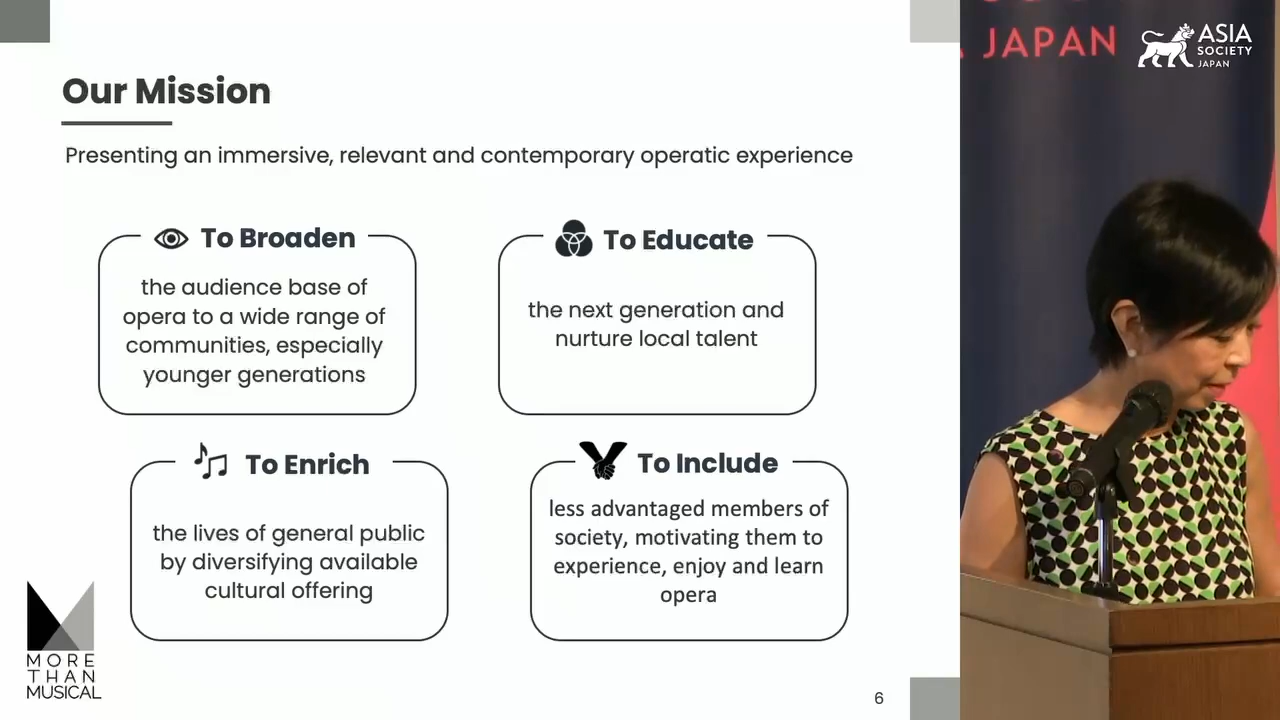 Our Mission
Presenting an immersive, relevant and contemporary operatic experience
To Broaden
the audience base of
opera to a wide range of
communities, especially
younger generations
To Educate
the next generation and
nurture local talent
To Enrich
the lives of general public
by diversifying available
cultural offering
To Include
less advantaged members of
society, motivating them to
experience, enjoy and learn
opera
MORE
THAN
MUSICAL
6
JAPAN
ASIA
SOCIETY
JAPAN